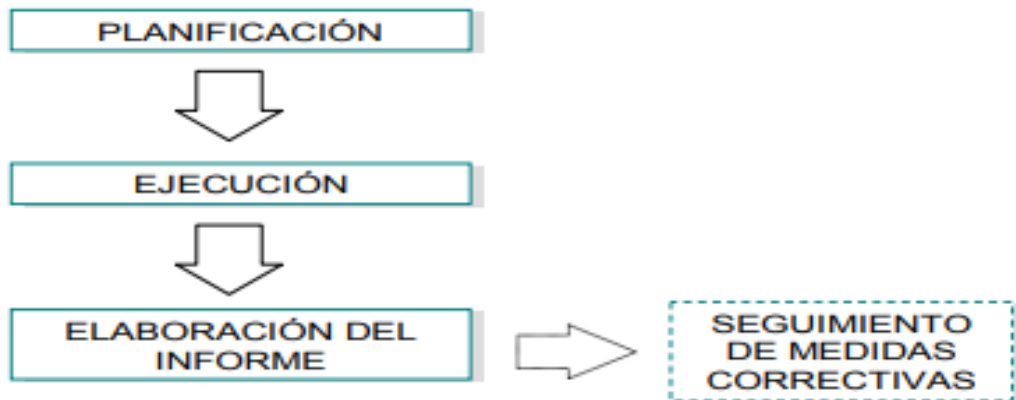 PLANIFICACIÓN
EJECUCIÓN
ELABORACIÓN DEL
INFORME
SEGUIMIENTO
DE MEDIDAS
CORRECTIVAS